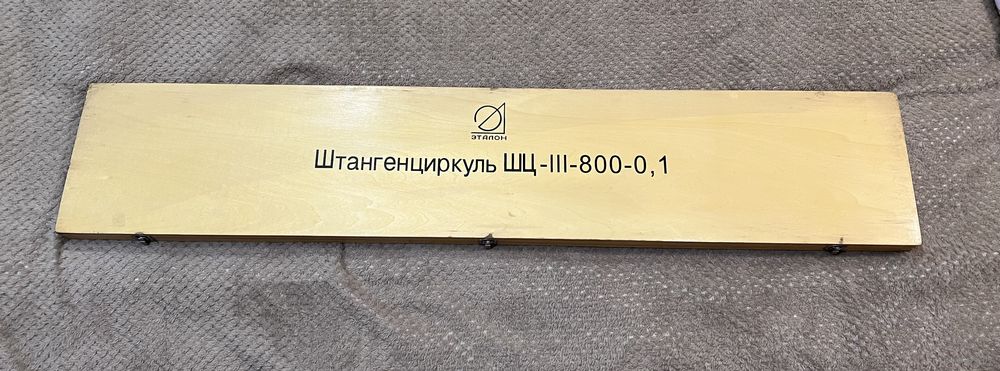 ЭТАЛОН
Штангенциркуль ШЦ-III-800-0,1